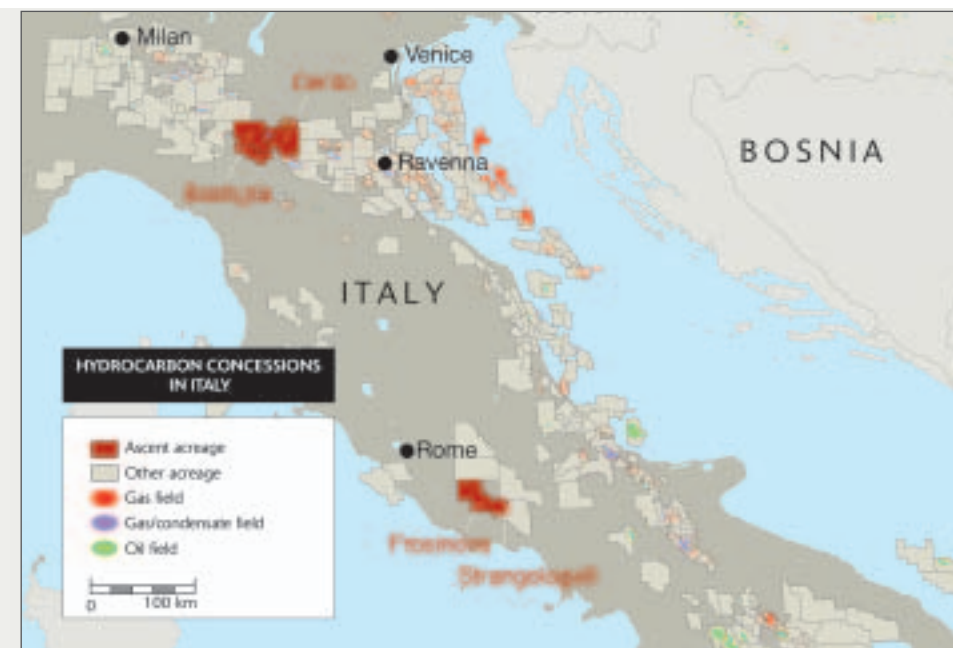 Milan
Venice
Ravenna
BOSNIA
ITALY
HYDROCARBON CONCESSIONS
IN ITALY
Ascent acreage
Other acreage
Gas field
Gas/condensate field
Oil field
0 100 km
Rome